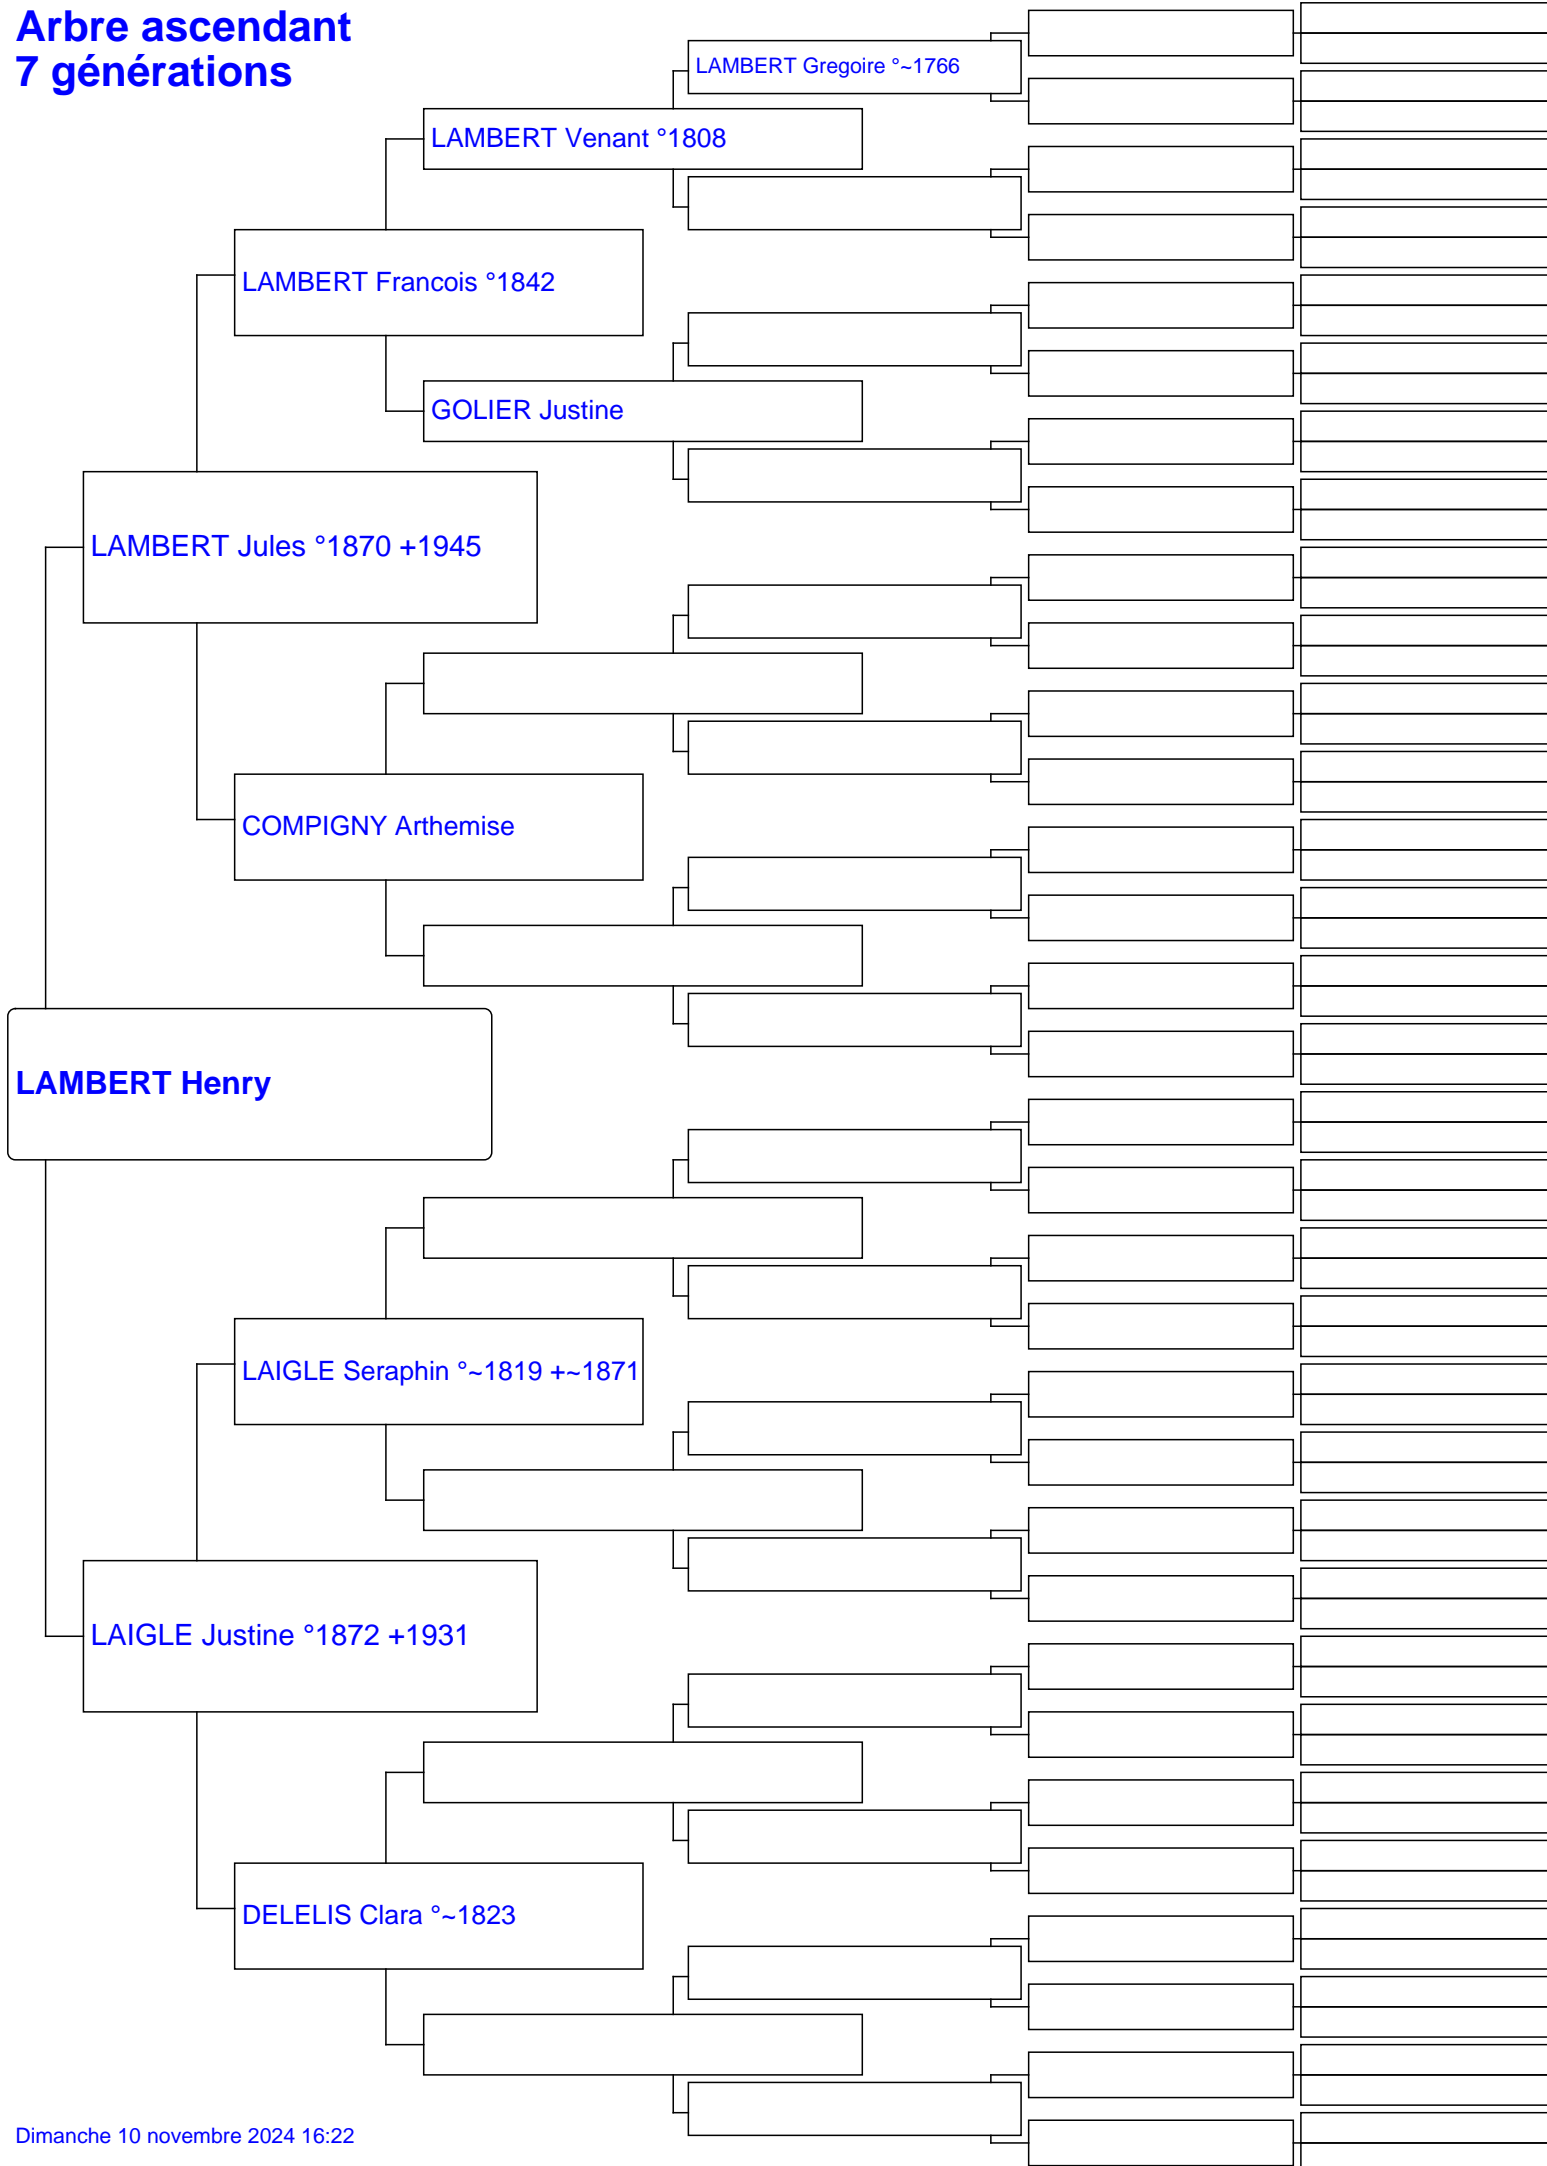 Arbre ascendant
7 générations
LAMBERT Gregoire °~1766
LAMBERT Venant °1808
LAMBERT Francois °1842
GOLIER Justine
LAMBERT Jules °1870 +1945
COMPIGNY Arthemise
LAMBERT Henry
LAIGLE Seraphin °~1819 +~1871
LAIGLE Justine °1872 +1931
DELELIS Clara °~1823
Dimanche 10 novembre 2024 16:22